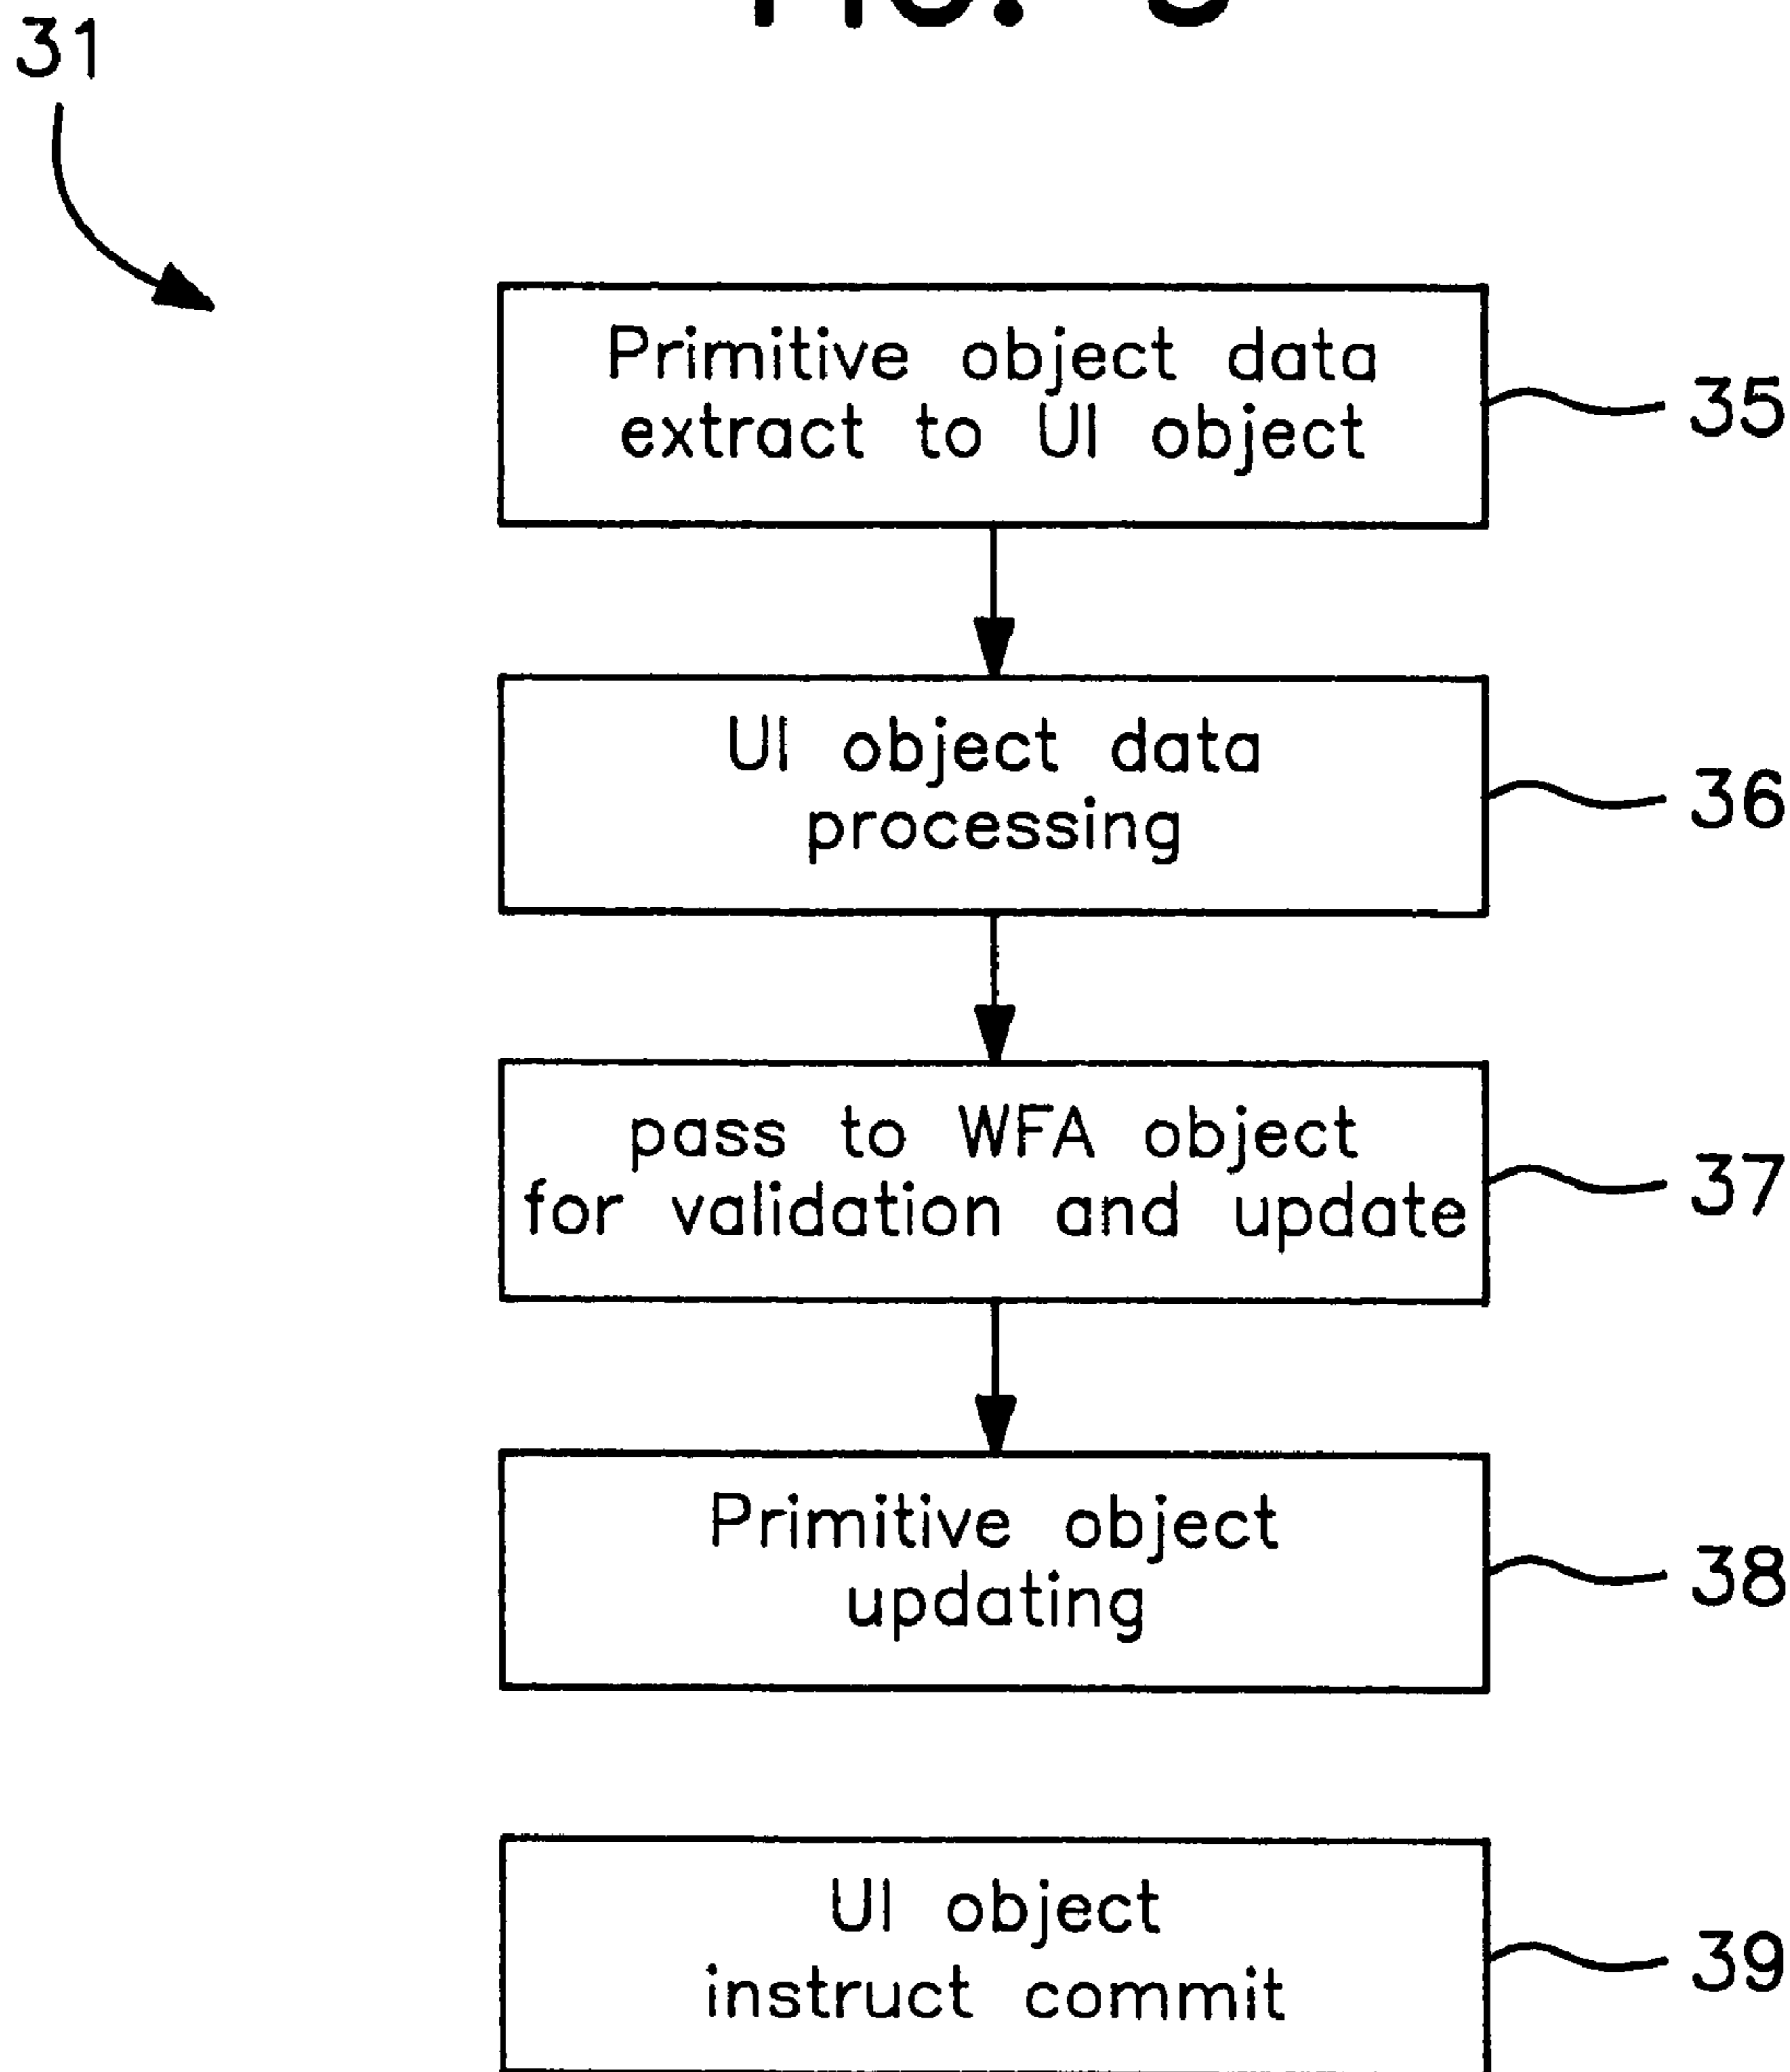 31
Primitive object data
extract to UI object
35
UI object data
processing
36
pass to WFA object
for validation and update
37
Primitive object
updating
38
UI object
instruct commit
39